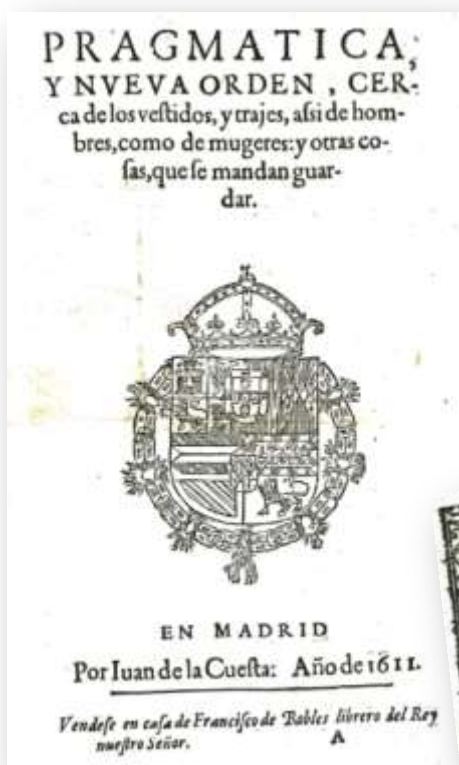 PRAGMATICA,
Y NVEVA ORDEN, CER-
ca de los veſtidos, y trajes, aſsi de hom-
bres, como de mugeres: y otras co-
ſas, que ſe mandan guar-
dar.
EN MADRID
Por Iuan de la Cueſta: Año de 1611.
Vendeſe en caſa de Franciſco de Robles librero del Rey
nueſtro Señor.
A